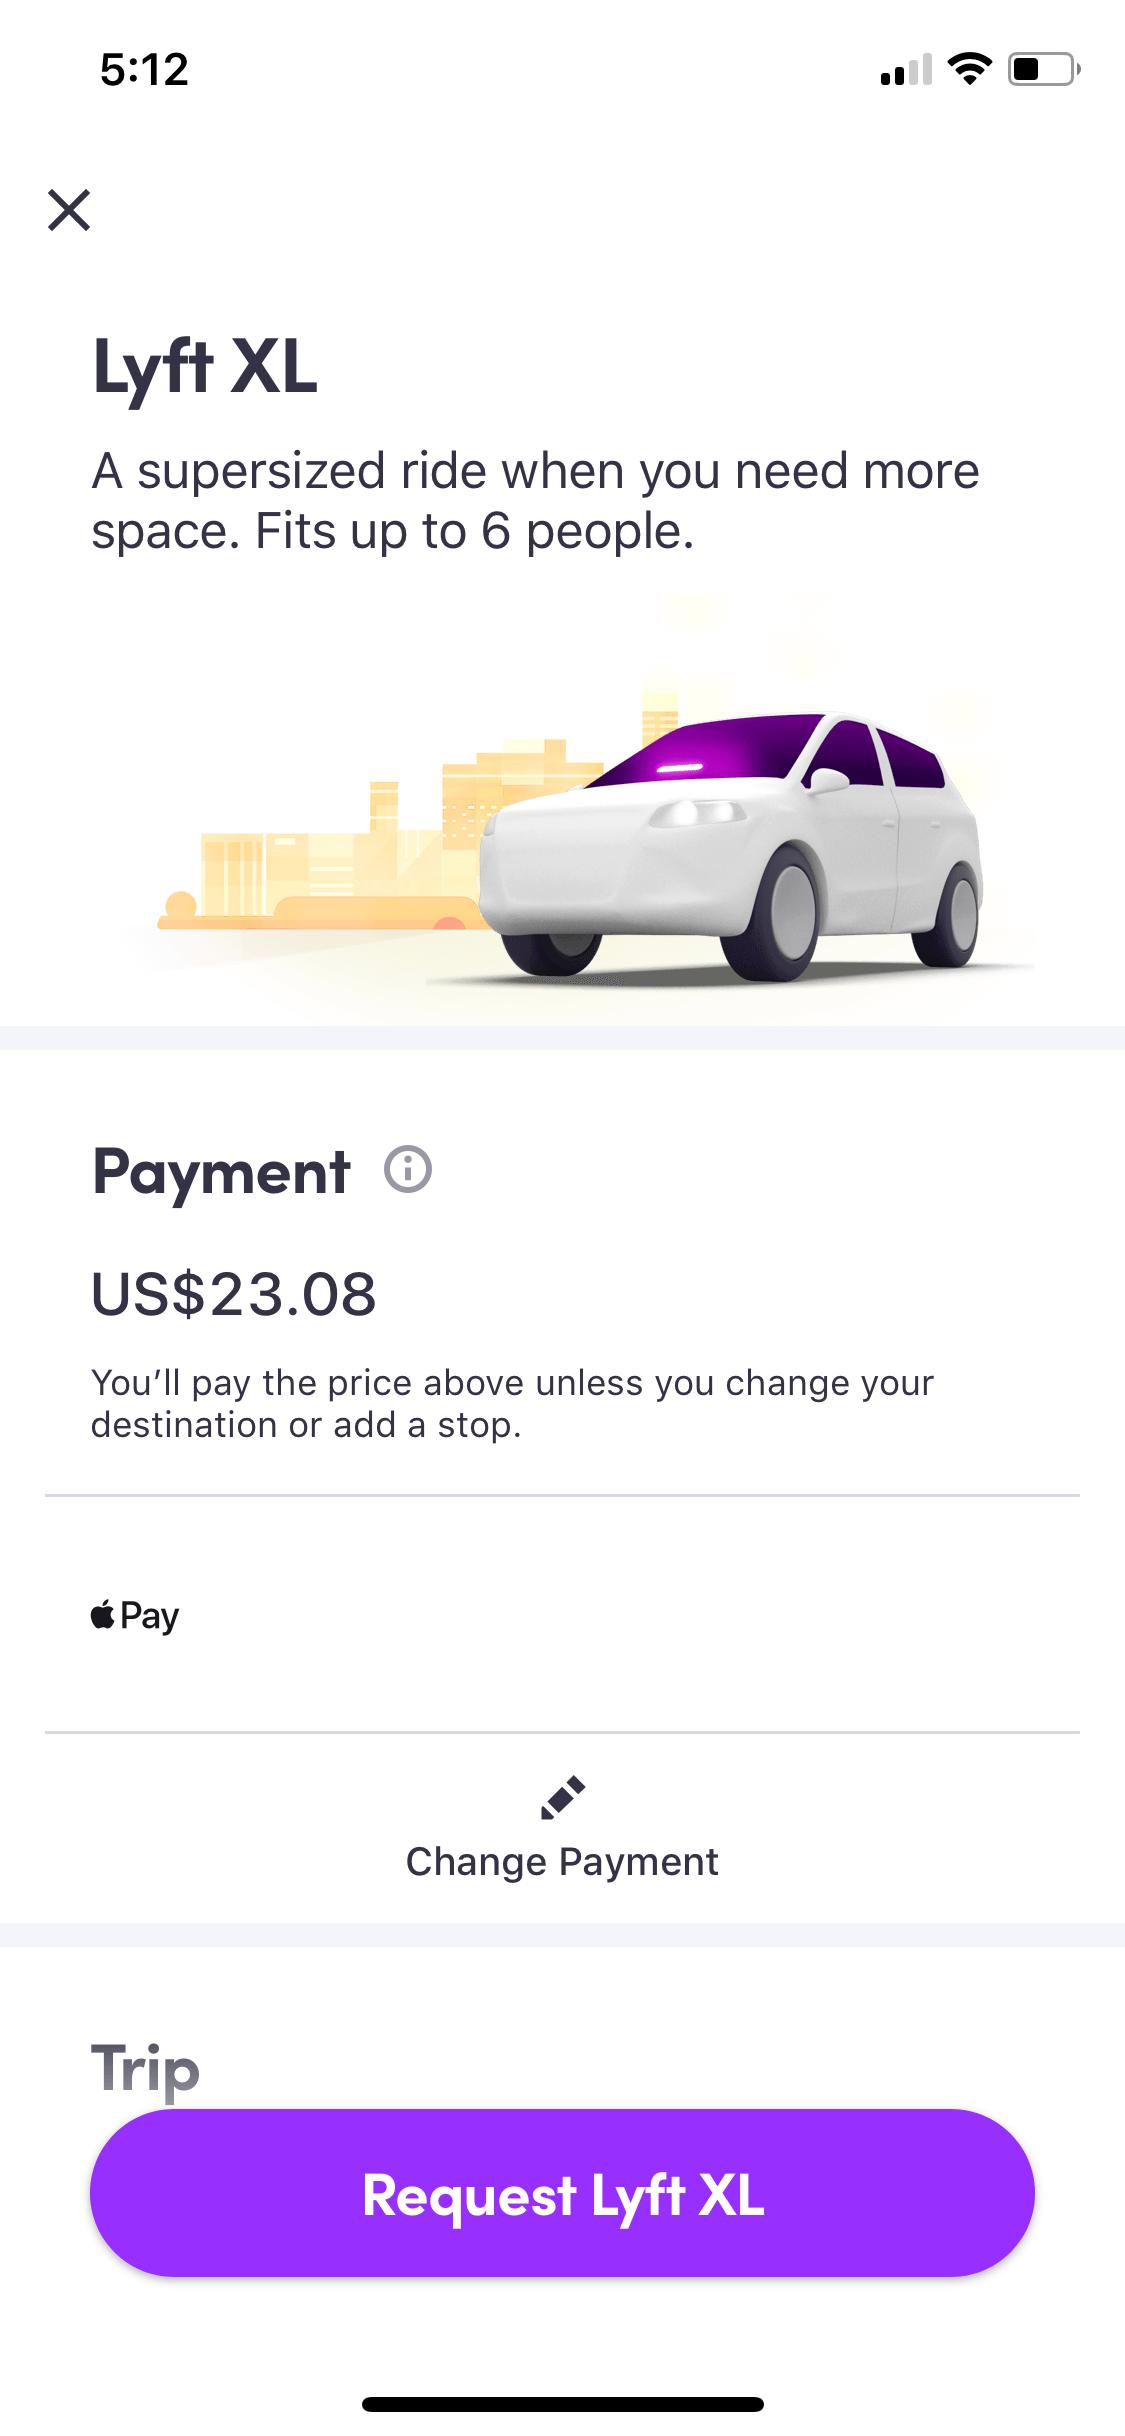 5:12
Lyft XL
A supersized ride when you need more
space. Fits up to 6 people.
Payment
US$23.08
You’ll pay the price above unless you change your
destination or add a stop.
Pay
Change Payment
Trip
Request Lyft XL